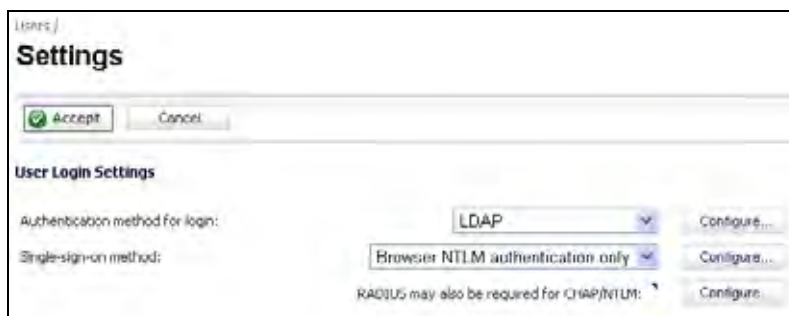 Users /
Settings
Accept Cancel
User Login Settings
Authentication method for login: LDAP Configure...
Single-sign-on method: Browser NTLM authentication only Configure...
RADIUS may also be required for CHAP/NTLM: Configure...